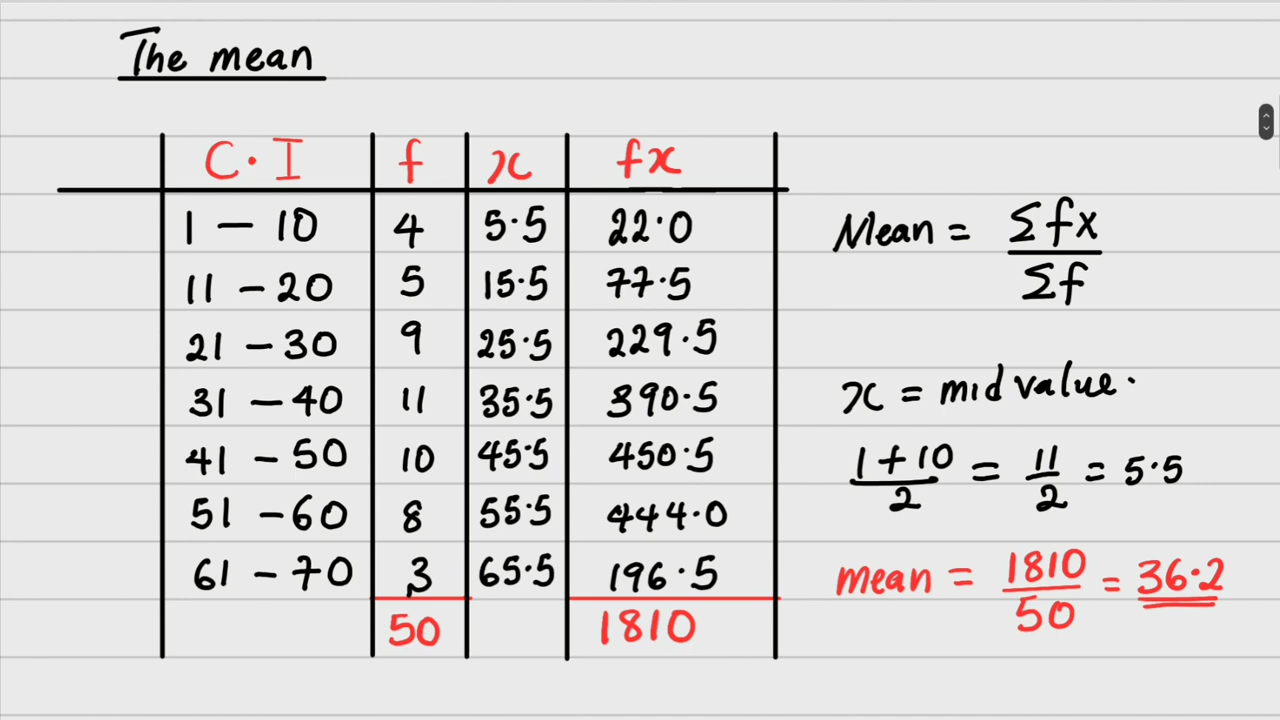 The mean
C·I f x fx
1 – 10 4 5·5 22·0
11 – 20 5 15·5 77·5
21 – 30 9 25·5 229·5
31 – 40 11 35·5 390·5
41 – 50 10 45·5 450·5
51 – 60 8 55·5 444·0
61 – 70 3 65·5 196·5
50 1810
Mean = Σfx / Σf
x = mid value·
1 + 10 / 2 = 11 / 2 = 5·5
mean = 1810 / 50 = 36·2